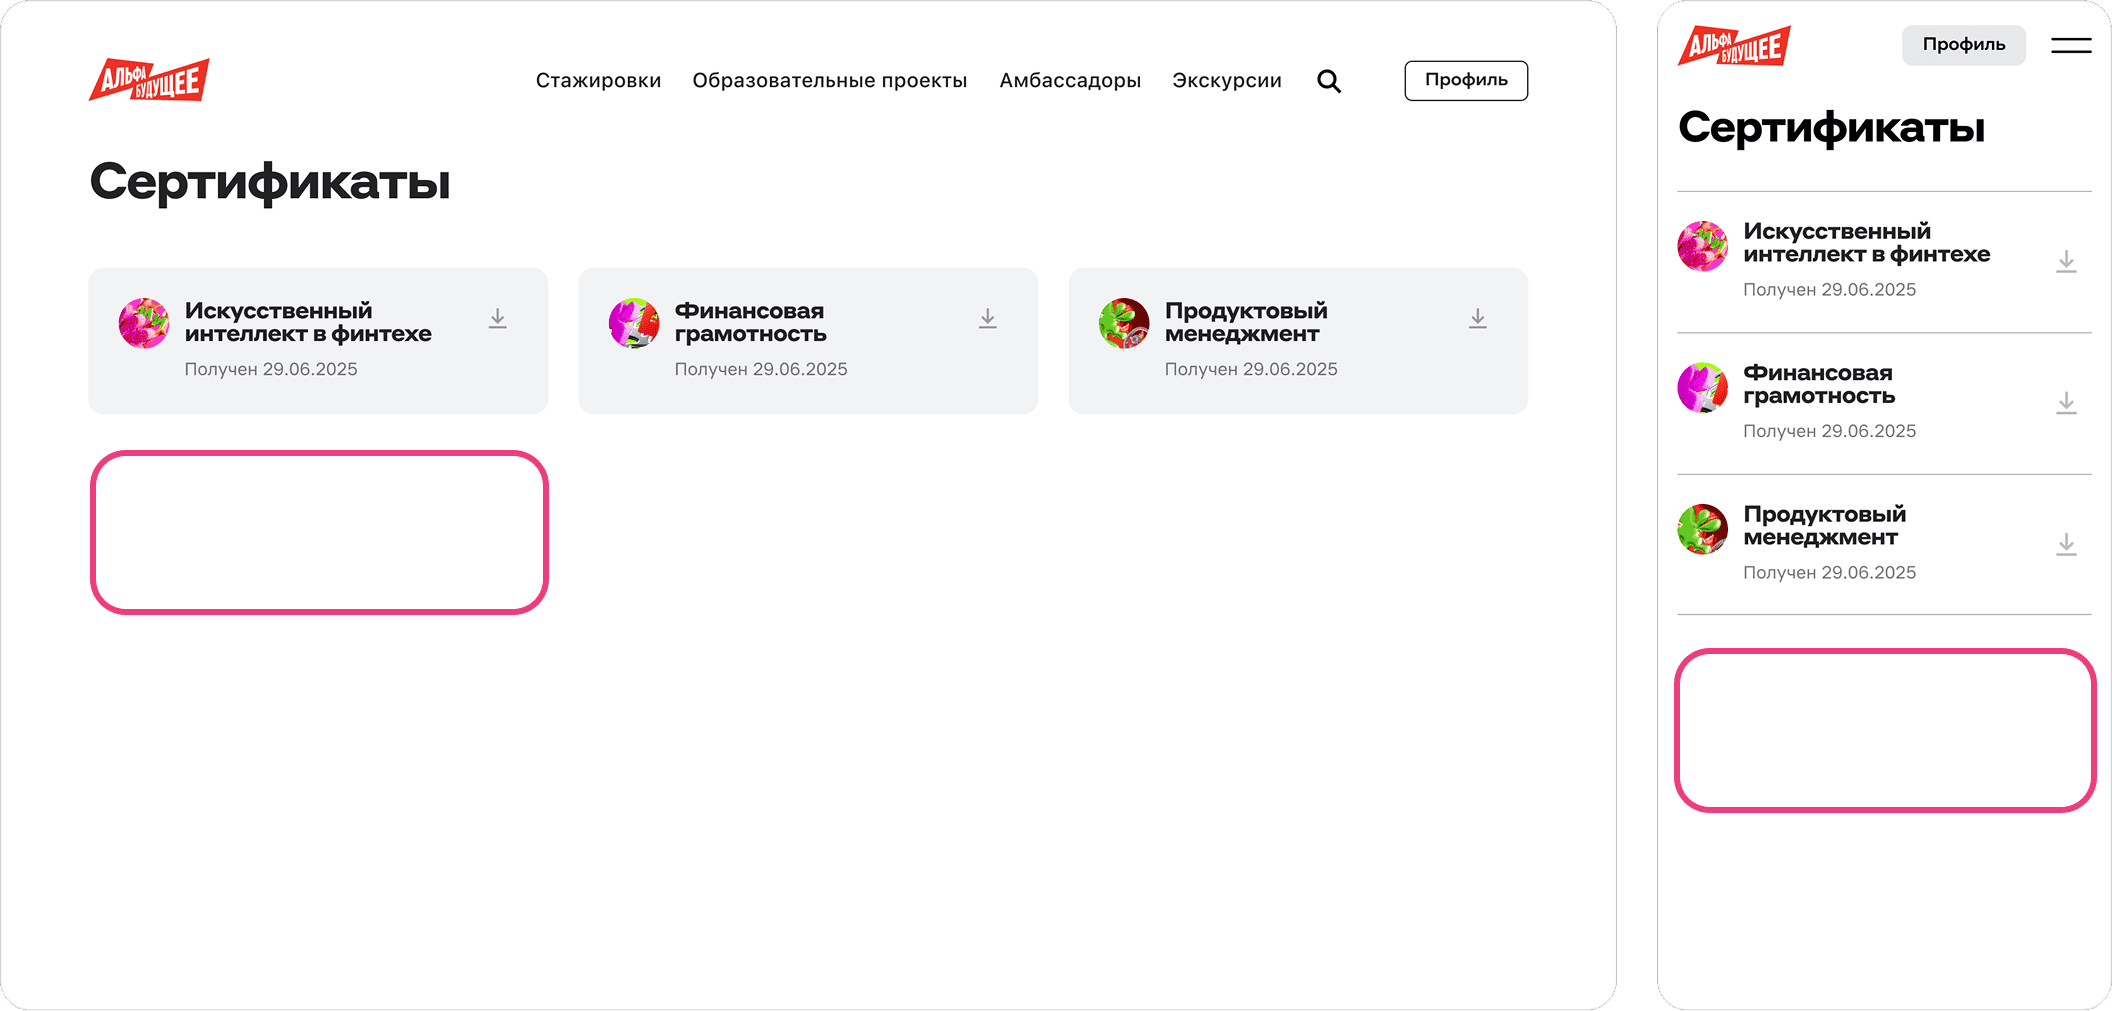 АЛЬФА
БУДУЩЕЕ
Стажировки
Образовательные проекты
Амбассадоры
Экскурсии
Профиль
Сертификаты
Искусственный
интеллект в финтехе
Получен 29.06.2025
Финансовая
грамотность
Получен 29.06.2025
Продуктовый
менеджмент
Получен 29.06.2025
АЛЬФА
БУДУЩЕЕ
Профиль
Сертификаты
Искусственный
интеллект в финтехе
Получен 29.06.2025
Финансовая
грамотность
Получен 29.06.2025
Продуктовый
менеджмент
Получен 29.06.2025